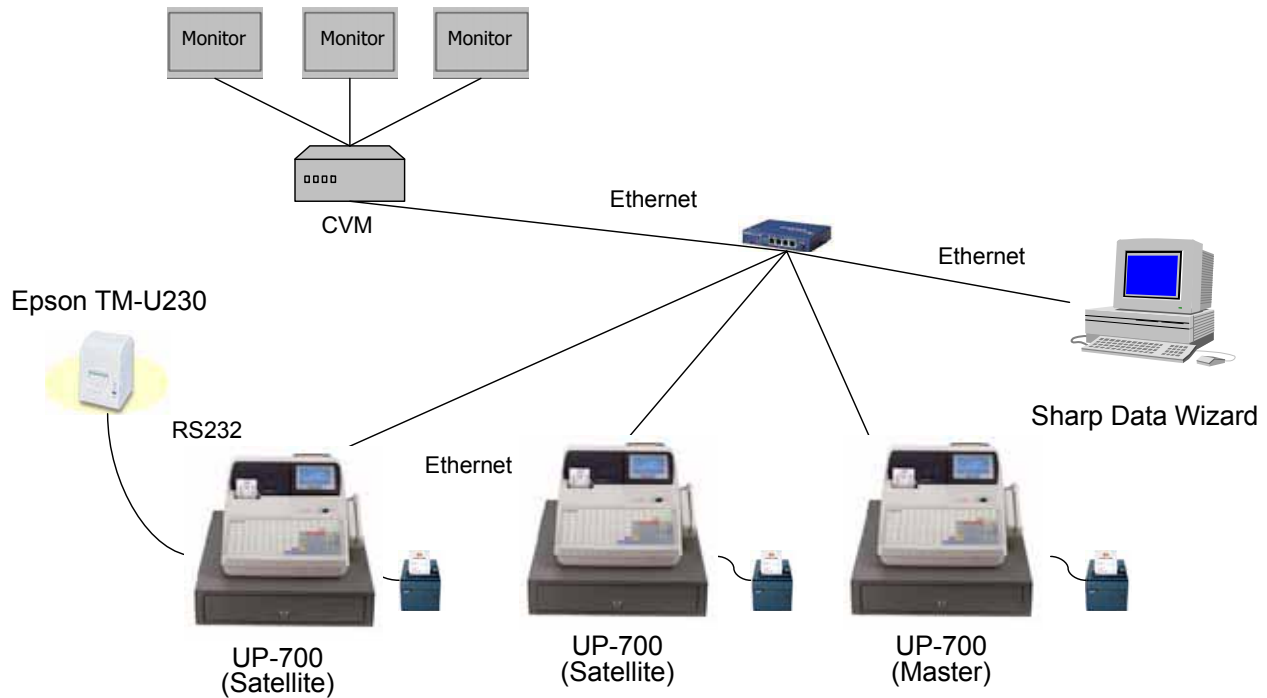 Monitor
Monitor
Monitor
CVM
Ethernet
Ethernet
Epson TM-U230
RS232
Ethernet
Sharp Data Wizard
UP-700
(Satellite)
UP-700
(Satellite)
UP-700
(Master)